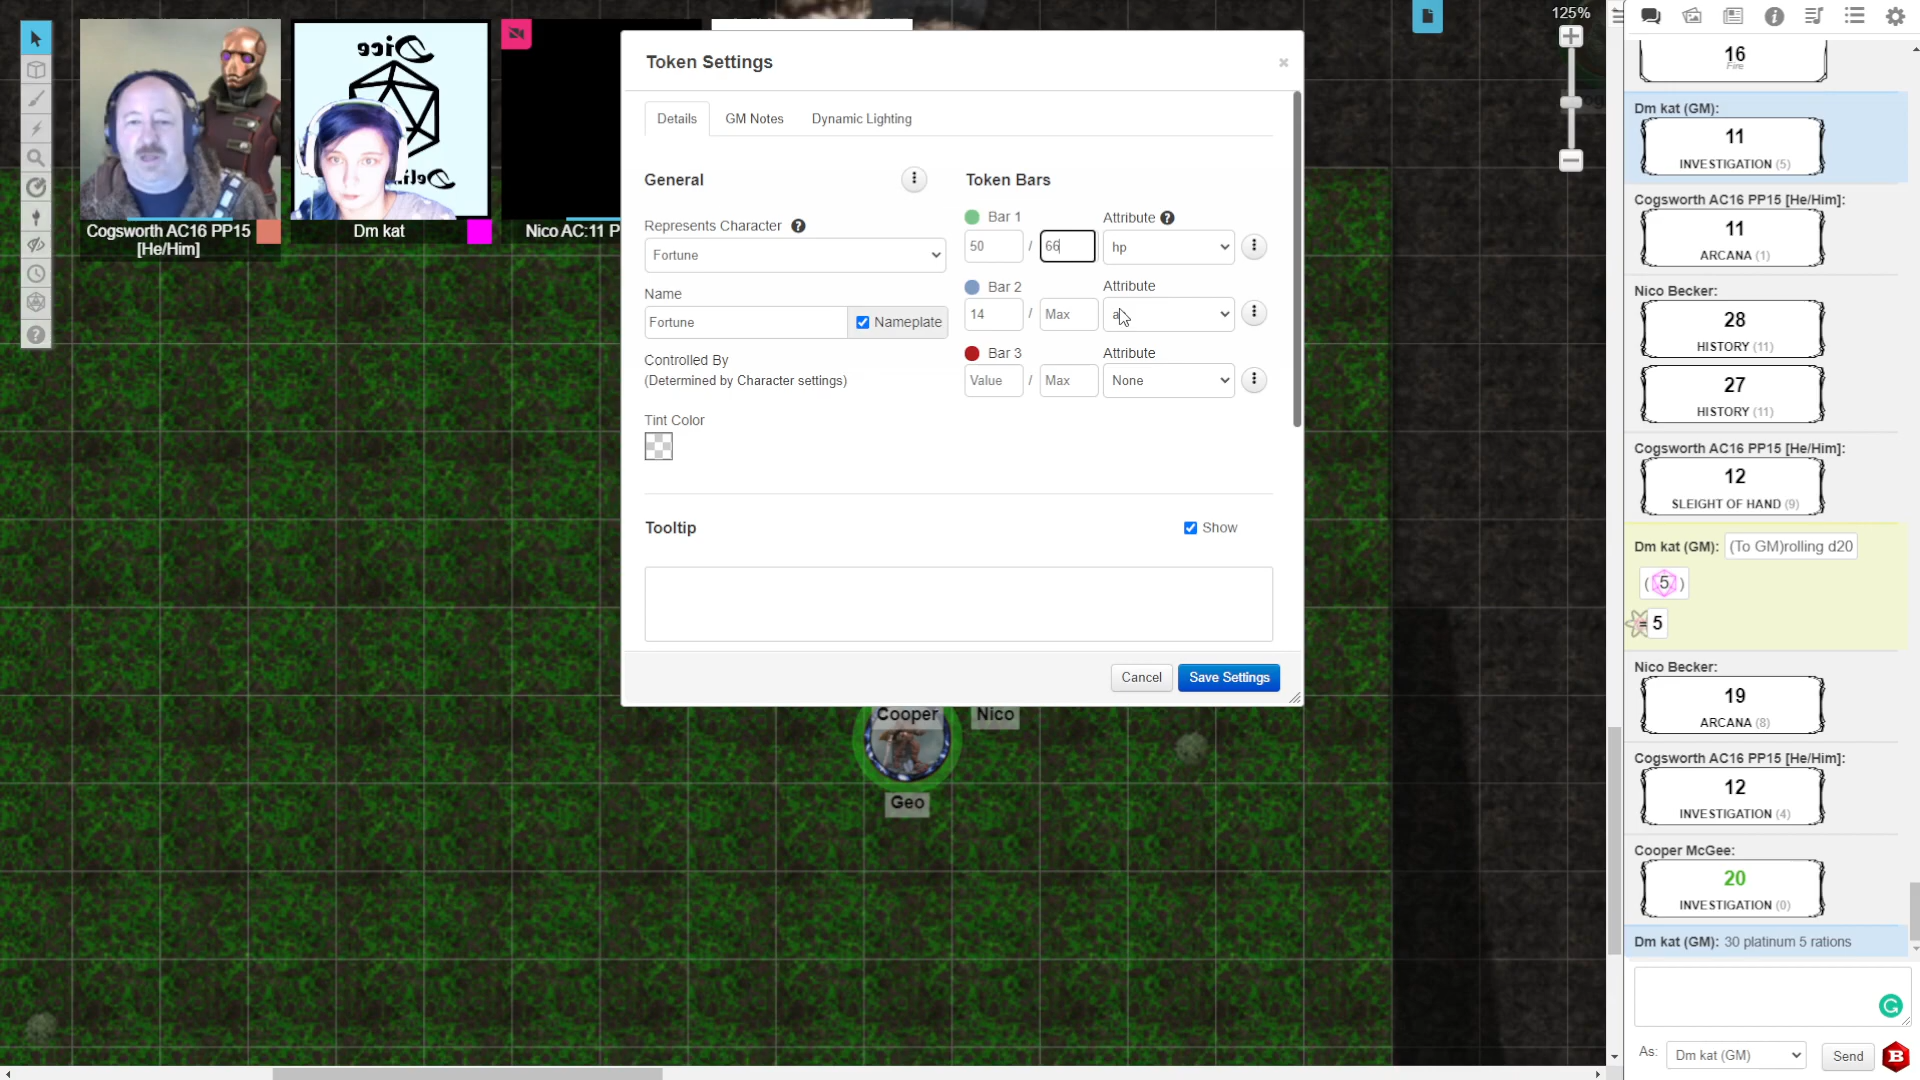 Dice
Cogsworth AC16 PP15
[He/Him]
Dm kat
Nico AC:11 P
Token Settings
×
Details
GM Notes
Dynamic Lighting
General
Represents Character ?
Fortune
Name
Fortune
Nameplate
Controlled By
(Determined by Character settings)
Tint Color
Token Bars
Bar 1
Attribute ?
50 / 66
hp
Bar 2
Attribute
14 / Max
Bar 3
Attribute
Value / Max
None
Tooltip
Show
Cancel
Save Settings
Cooper
Nico
Geo
125%
16
Fire
Dm kat (GM):
11
INVESTIGATION (5)
Cogsworth AC16 PP15 [He/Him]:
11
ARCANA (1)
Nico Becker:
28
HISTORY (11)
27
HISTORY (11)
Cogsworth AC16 PP15 [He/Him]:
12
SLEIGHT OF HAND (9)
Dm kat (GM): (To GM)rolling d20
(5)
=5
Nico Becker:
19
ARCANA (8)
Cogsworth AC16 PP15 [He/Him]:
12
INVESTIGATION (4)
Cooper McGee:
20
INVESTIGATION (0)
Dm kat (GM): 30 platinum 5 rations
As: Dm kat (GM)
Send
B